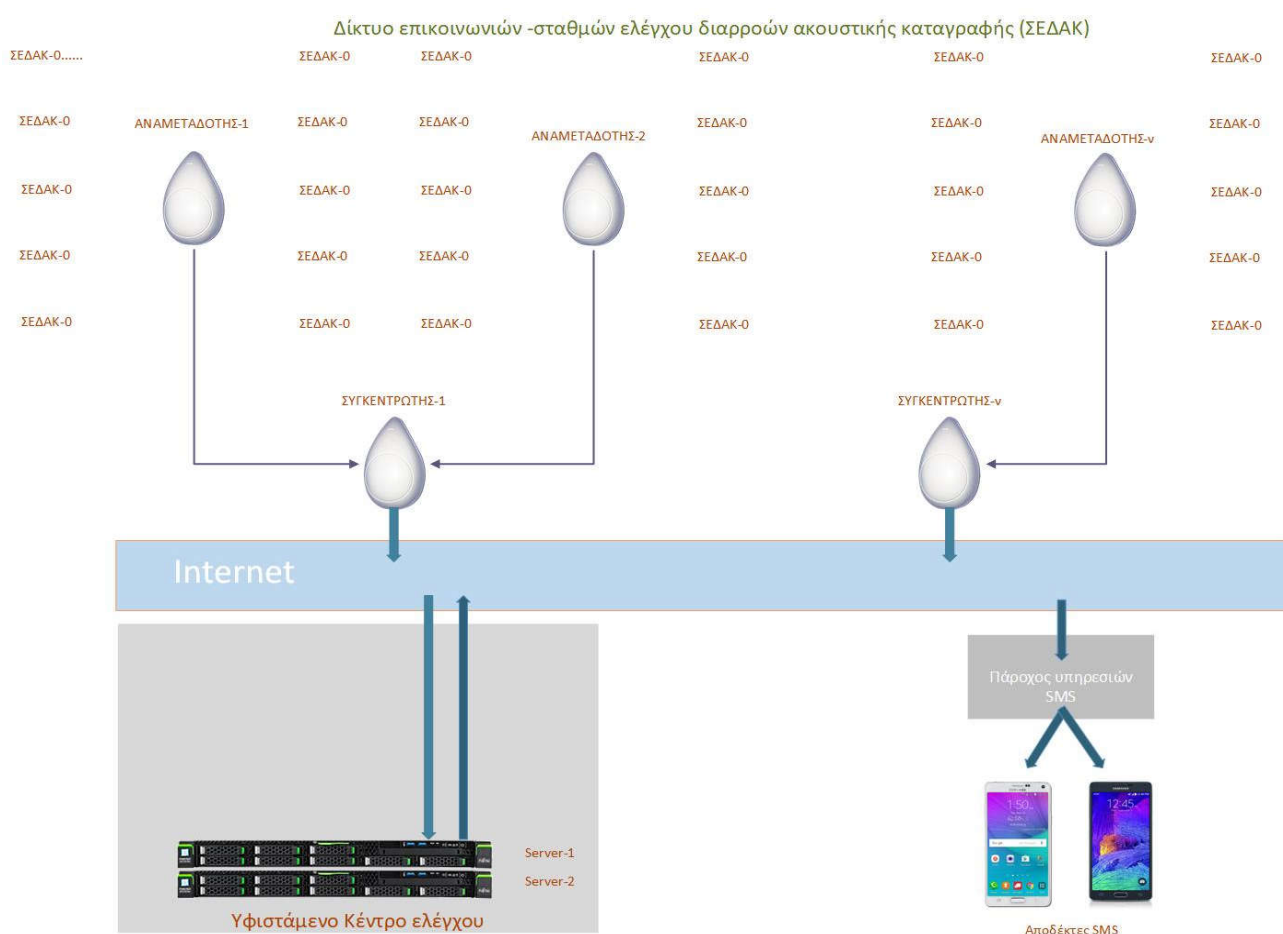 Δίκτυο επικοινωνιών -σταθμών ελέγχου διαρροών ακουστικής καταγραφής (ΣΕΔΑΚ)
ΣΕΔΑΚ-0...... ΣΕΔΑΚ-0 ΣΕΔΑΚ-0 ΣΕΔΑΚ-0 ΣΕΔΑΚ-0 ΣΕΔΑΚ-0
ΣΕΔΑΚ-0 ΑΝΑΜΕΤΑΔΟΤΗΣ-1 ΣΕΔΑΚ-0 ΣΕΔΑΚ-0 ΑΝΑΜΕΤΑΔΟΤΗΣ-2 ΣΕΔΑΚ-0 ΣΕΔΑΚ-0 ΑΝΑΜΕΤΑΔΟΤΗΣ-ν ΣΕΔΑΚ-0
ΣΕΔΑΚ-0 ΣΕΔΑΚ-0 ΣΕΔΑΚ-0 ΣΕΔΑΚ-0 ΣΕΔΑΚ-0 ΣΕΔΑΚ-0
ΣΕΔΑΚ-0 ΣΕΔΑΚ-0 ΣΕΔΑΚ-0 ΣΕΔΑΚ-0 ΣΕΔΑΚ-0 ΣΕΔΑΚ-0
ΣΕΔΑΚ-0 ΣΕΔΑΚ-0 ΣΕΔΑΚ-0 ΣΕΔΑΚ-0 ΣΕΔΑΚ-0 ΣΕΔΑΚ-0
ΣΥΓΚΕΝΤΡΩΤΗΣ-1 ΣΥΓΚΕΝΤΡΩΤΗΣ-ν
Internet
Πάροχος υπηρεσιών
SMS
1:50
12:45
Server-1
Server-2
Υφιστάμενο Κέντρο ελέγχου
Αποδέκτες SMS